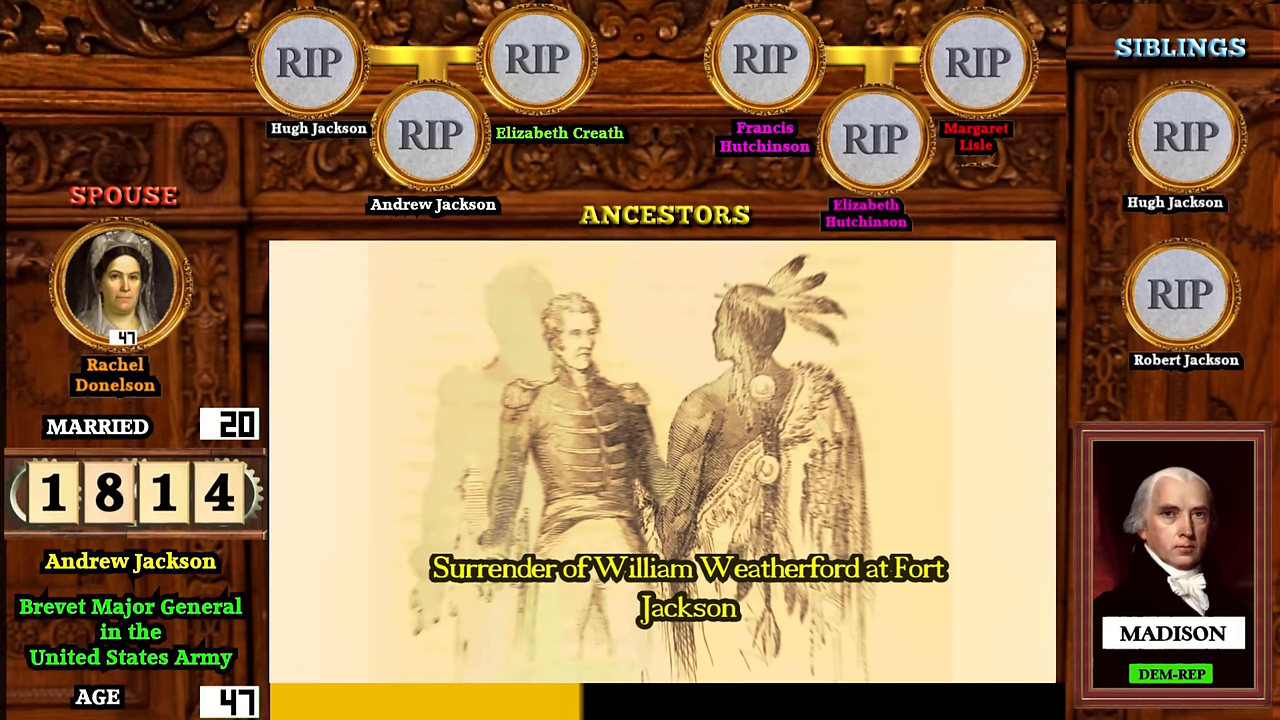 RIP
RIP
RIP
RIP
SIBLINGS
Hugh Jackson
RIP
Elizabeth Creath
Francis
Hutchinson
RIP
Margaret
Lisle
RIP
Andrew Jackson
ANCESTORS
Elizabeth
Hutchinson
Hugh Jackson
SPOUSE
47
Rachel
Donelson
RIP
Robert Jackson
MARRIED
20
1814
Andrew Jackson
Brevet Major General
in the
United States Army
AGE
47
Surrender of William Weatherford at Fort
Jackson
MADISON
DEM-REP